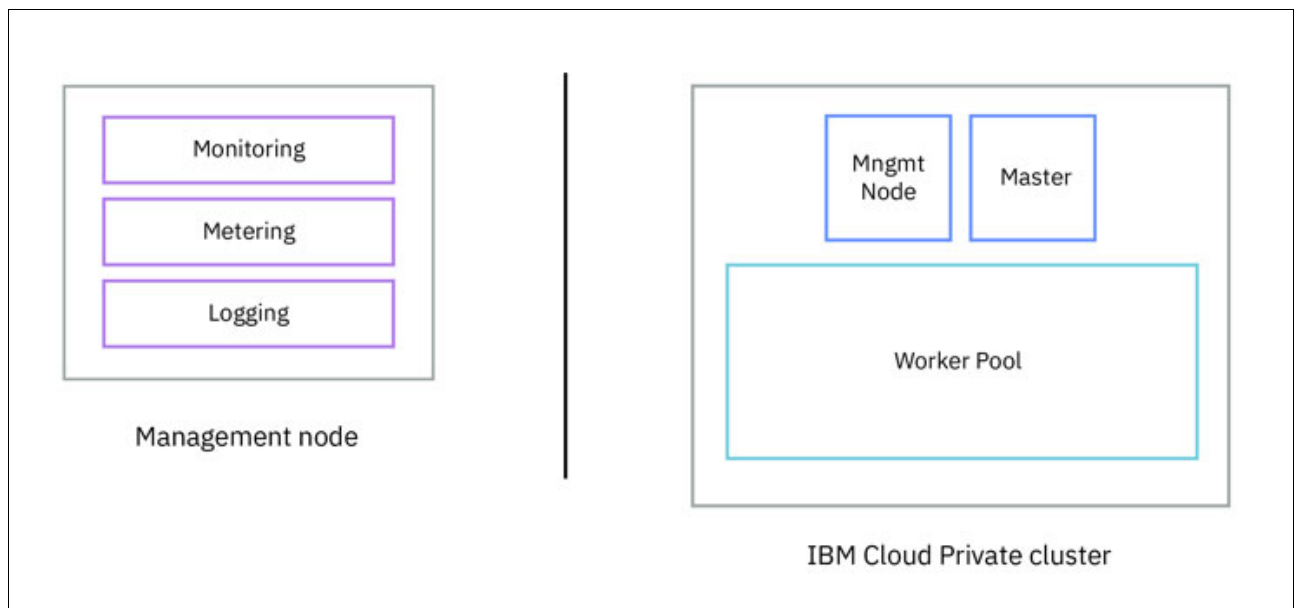 Monitoring
Metering
Logging
Management node
Mngmt
Node
Master
Worker Pool
IBM Cloud Private cluster